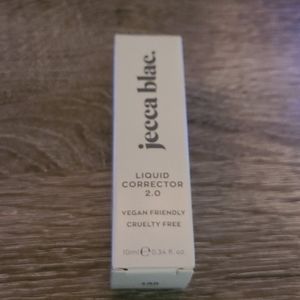 jecca blac.
LIQUID
CORRECTOR
2.0
VEGAN FRIENDLY
CRUELTY FREE
10ml ℮ 0.34 fl. oz.